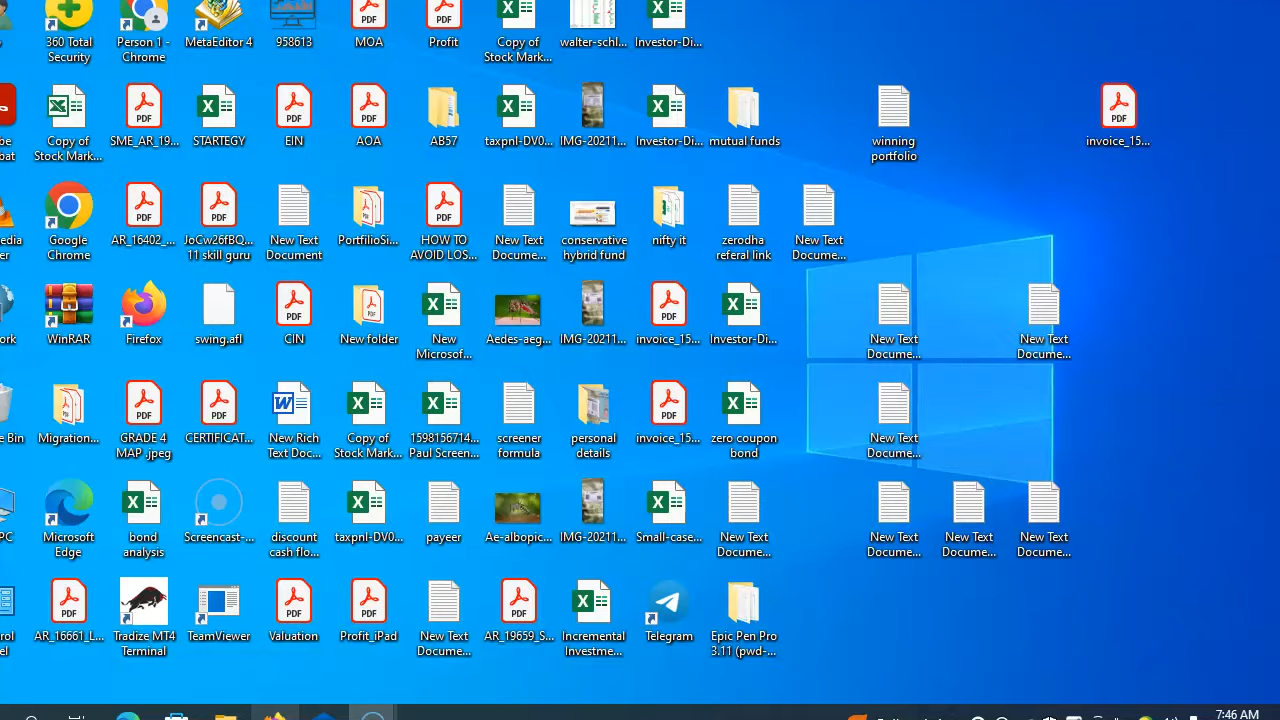 360 Total
Security
Person 1 -
Chrome
MetaEditor 4
958613
MOA
Profit
Copy of
Stock Mark...
walter-schl...
Investor-Di...
Copy of
Stock Mark...
SME_AR_19...
STARTEGY
EIN
AOA
AB57
taxpnl-DV0...
IMG-20211...
Investor-Di...
mutual funds
winning
portfolio
invoice_15...
Google
Chrome
AR_16402_...
JoCw26fBQ...
11 skill guru
New Text
Document
PortfilioSi...
HOW TO
AVOID LOS...
New Text
Docume...
conservative
hybrid fund
nifty it
zerodha
referal link
New Text
Docume...
WinRAR
Firefox
swing.afl
CIN
New folder
New
Microsof...
Aedes-aeg...
IMG-20211...
invoice_15...
Investor-Di...
New Text
Docume...
New Text
Docume...
Bin
Migration...
GRADE 4
MAP .jpeg
CERTIFICAT...
New Rich
Text Doc...
Copy of
Stock Mark...
1598156714...
Paul Screen...
screener
formula
personal
details
invoice_15...
zero coupon
bond
New Text
Docume...
PC
Microsoft
Edge
bond
analysis
Screencast-...
discount
cash flo...
taxpnl-DV0...
payeer
Ae-albopic...
IMG-20211...
Small-case...
New Text
Docume...
New Text
Docume...
New Text
Docume...
New Text
Docume...
AR_16661_L...
Tradize MT4
Terminal
TeamViewer
Valuation
Profit_iPad
New Text
Docume...
AR_19659_S...
Incremental
Investme...
Telegram
Epic Pen Pro
3.11 (pwd-...
7:46 AM